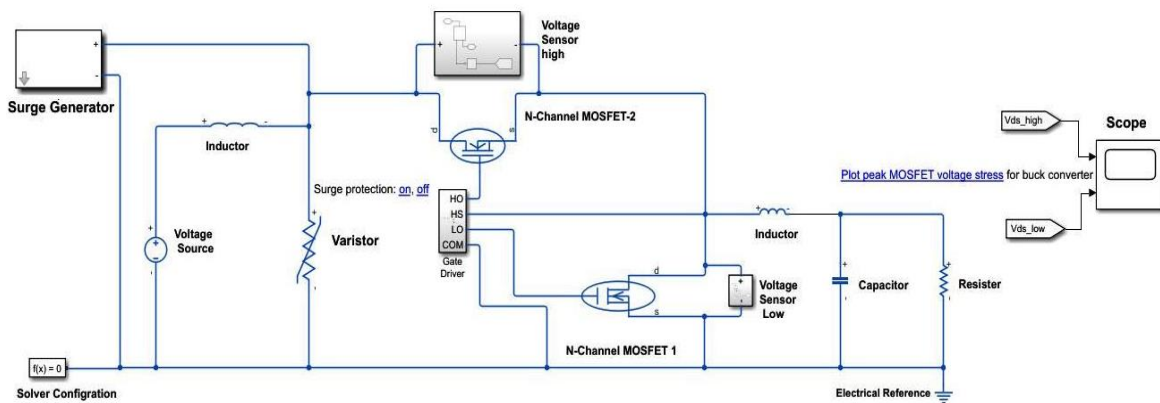 +
-
Surge Generator
+
-
Voltage
Sensor
high
d
s
N-Channel MOSFET-2
+
-
Inductor
Surge protection: on, off
+
+
-
Voltage
Source
+
-
Varistor
HO
HS
LO
COM
Gate
Driver
+
-
Inductor
d
s
+
-
Voltage
Sensor
Low
N-Channel MOSFET 1
+
-
Capacitor
+
-
Resister
Vds_high
Scope
Plot peak MOSFET voltage stress for buck converter
Vds_low
f(x) = 0
Solver Configration
Electrical Reference